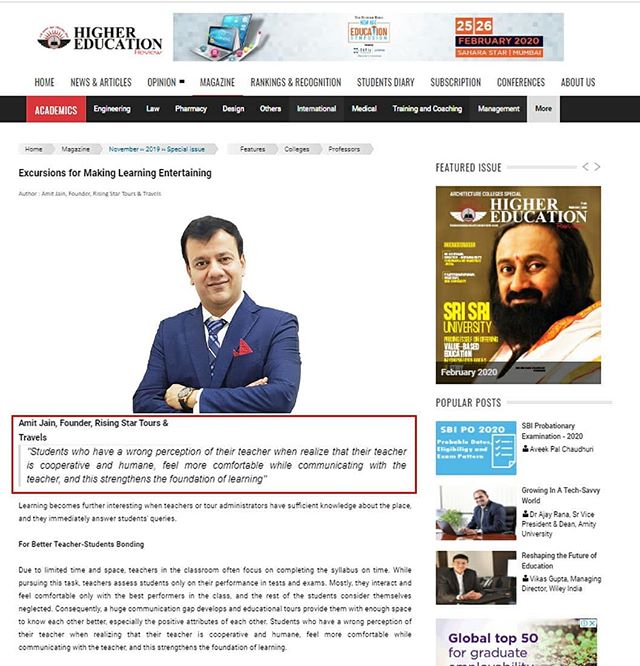 HIGHER
EDUCATION
Review
EDUCATION
SYMPOSIUM
25|26
FEBRUARY 2020
SAHARA STAR | MUMBAI
HOME NEWS & ARTICLES OPINION MAGAZINE RANKINGS & RECOGNITION STUDENTS DIARY SUBSCRIPTION CONFERENCES ABOUT US
ACADEMICS Engineering Law Pharmacy Design Others International Medical Training and Coaching Management More
Home Magazine November - 2019 - Special Issue Features Colleges Professors
Excursions for Making Learning Entertaining
Author : Amit Jain, Founder, Rising Star Tours & Travels
Amit Jain, Founder, Rising Star Tours &
Travels
"Students who have a wrong perception of their teacher when realize that their teacher
is cooperative and humane, feel more comfortable while communicating with the
teacher, and this strengthens the foundation of learning"
Learning becomes further interesting when teachers or tour administrators have sufficient knowledge about the place,
and they immediately answer students' queries.
For Better Teacher-Students Bonding
Due to limited time and space, teachers in the classroom often focus on completing the syllabus on time. While
pursuing this task, teachers assess students only on their performance in tests and exams. Mostly, they interact and
feel comfortable only with the best performers in the class, and the rest of the students consider themselves
neglected. Consequently, a huge communication gap develops and educational tours provide them with enough space
to know each other better, especially the positive attributes of each other. Students who have a wrong perception of
their teacher when realizing that their teacher is cooperative and humane, feel more comfortable while
communicating with the teacher, and this strengthens the foundation of learning.
FEATURED ISSUE
ARCHITECTURE COLLEGES SPECIAL
HIGHER
EDUCATION
Review
SRI SRI
UNIVERSITY
PRIDING ITSELF ON OFFERING
VALUE-BASED
EDUCATION
February 2020
POPULAR POSTS
SBI PO 2020
Probable Dates,
Eligibility and
Exam Pattern
SBI Probationary
Examination - 2020
Aveek Pal Chaudhuri
Growing In A Tech-Savvy
World
Dr Ajay Rana, Sr Vice
President & Dean, Amity
University
Reshaping the Future of
Education
Vikas Gupta, Managing
Director, Wiley India
Global top 50
for graduate
employability